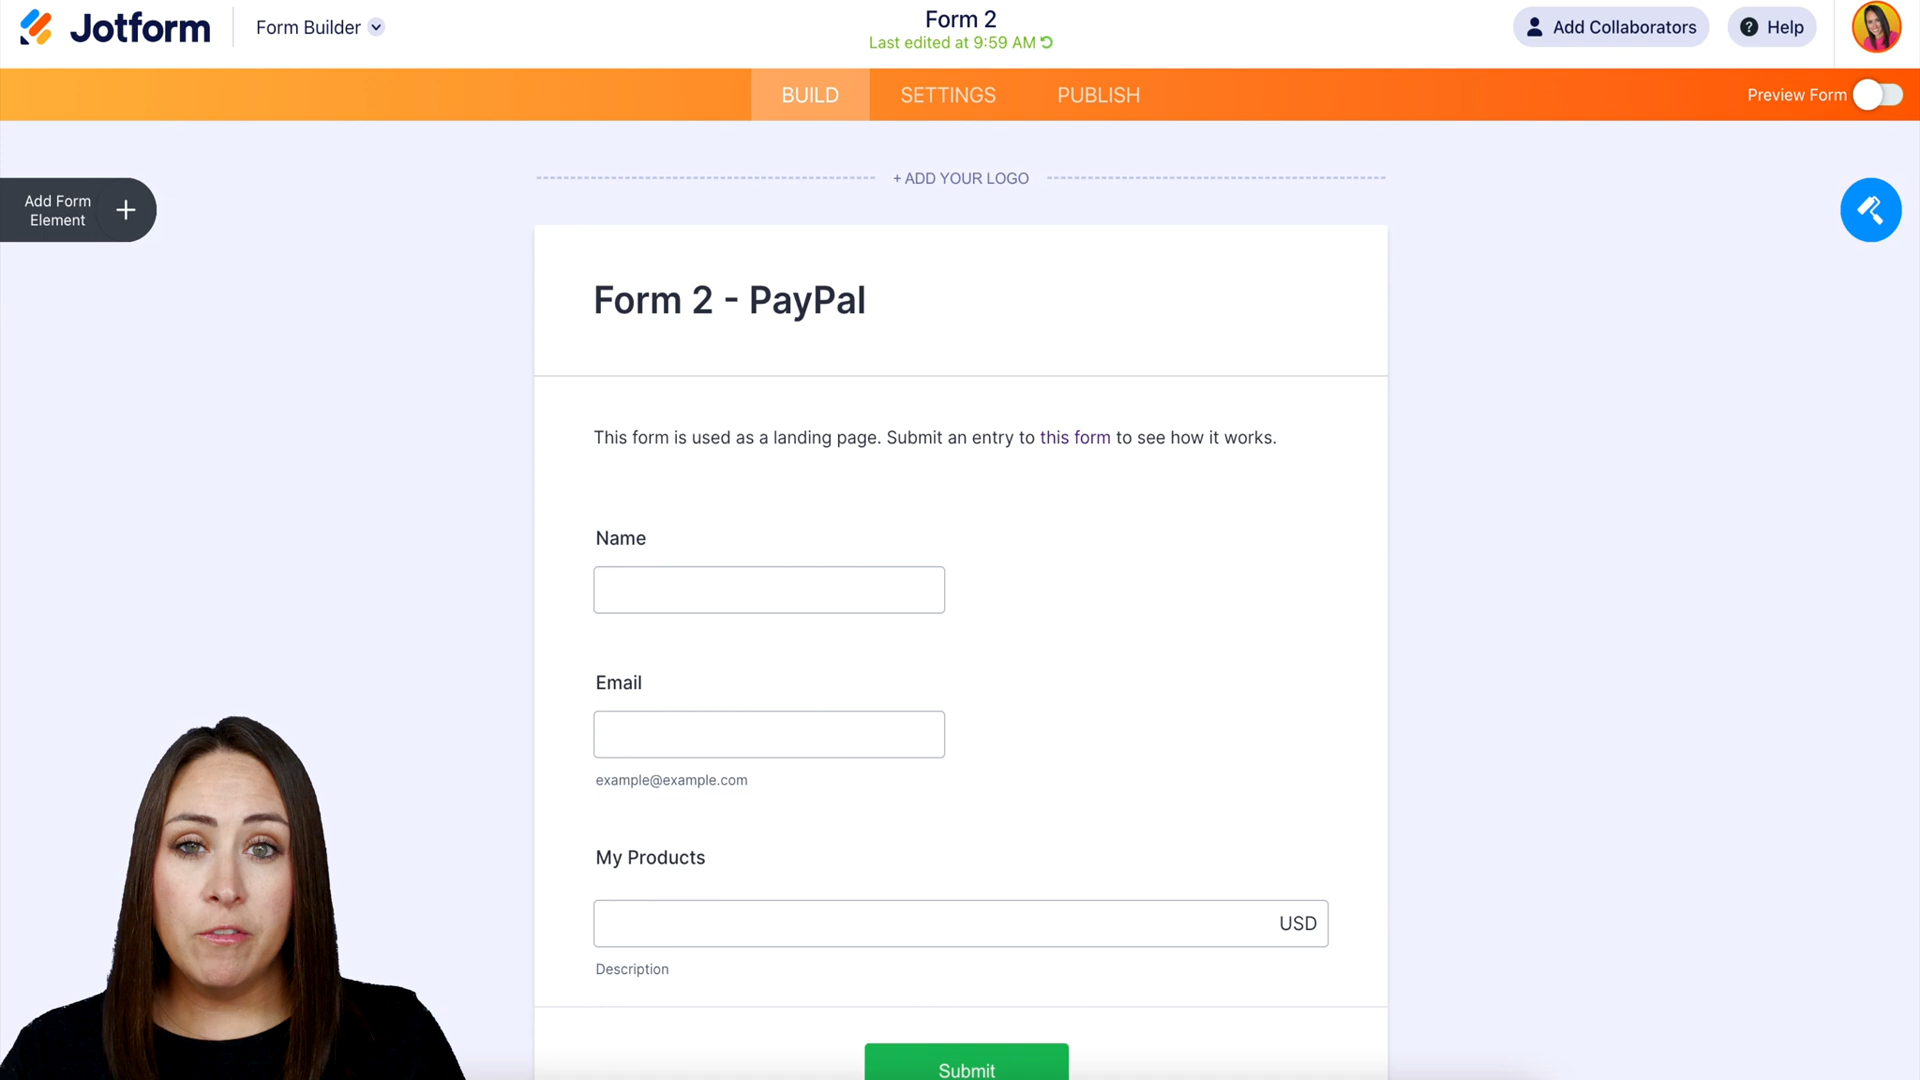 Jotform
Form Builder
Form 2
Last edited at 9:59 AM
Add Collaborators
? Help
BUILD
SETTINGS
PUBLISH
Preview Form
Add Form
Element
+ ADD YOUR LOGO
Form 2 - PayPal
This form is used as a landing page. Submit an entry to this form to see how it works.
Name
Email
example@example.com
My Products
USD
Description
Submit